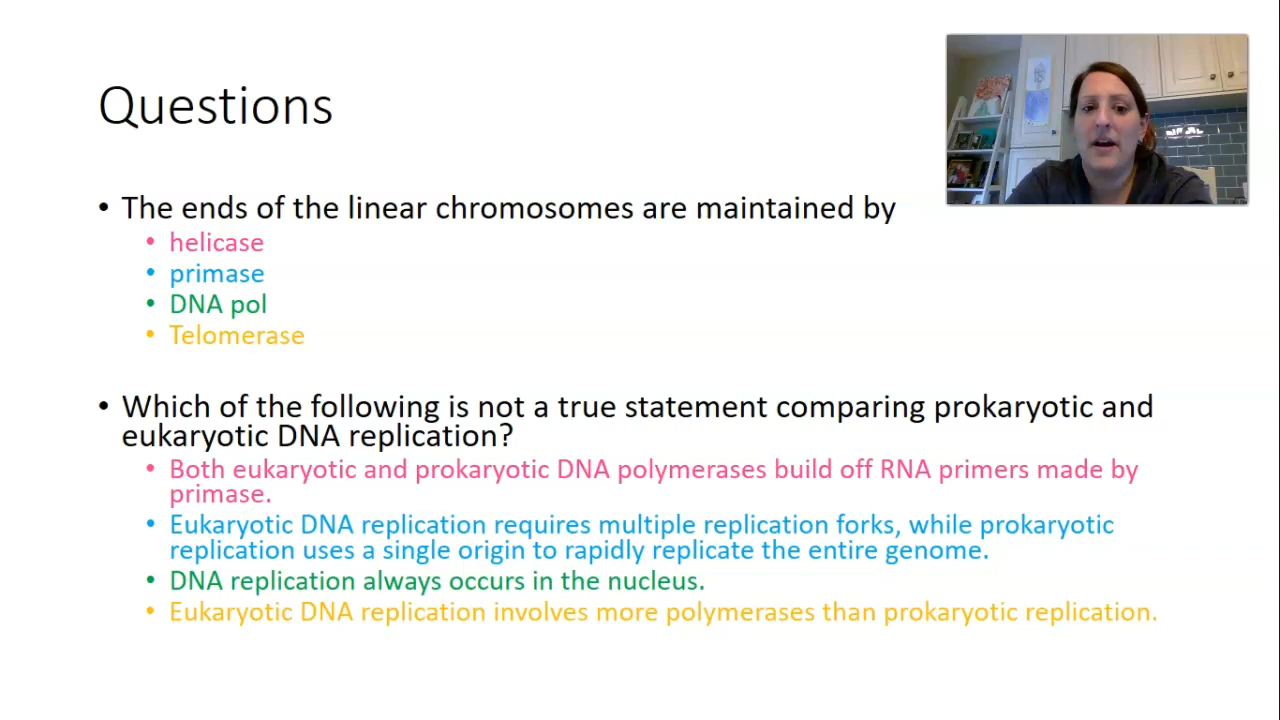 Questions
• The ends of the linear chromosomes are maintained by
• helicase
• primase
• DNA pol
• Telomerase
• Which of the following is not a true statement comparing prokaryotic and
eukaryotic DNA replication?
• Both eukaryotic and prokaryotic DNA polymerases build off RNA primers made by
primase.
• Eukaryotic DNA replication requires multiple replication forks, while prokaryotic
replication uses a single origin to rapidly replicate the entire genome.
• DNA replication always occurs in the nucleus.
• Eukaryotic DNA replication involves more polymerases than prokaryotic replication.